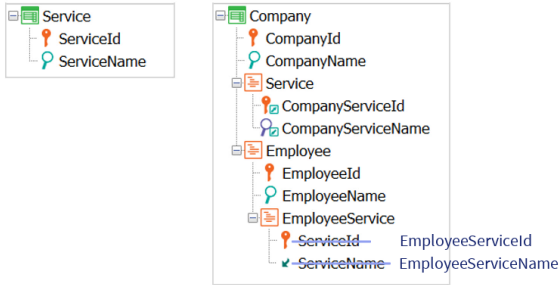 Service
ServiceId
ServiceName
Company
CompanyId
CompanyName
Service
CompanyServiceId
CompanyServiceName
Employee
EmployeeId
EmployeeName
EmployeeService
ServiceId EmployeeServiceId
ServiceName EmployeeServiceName